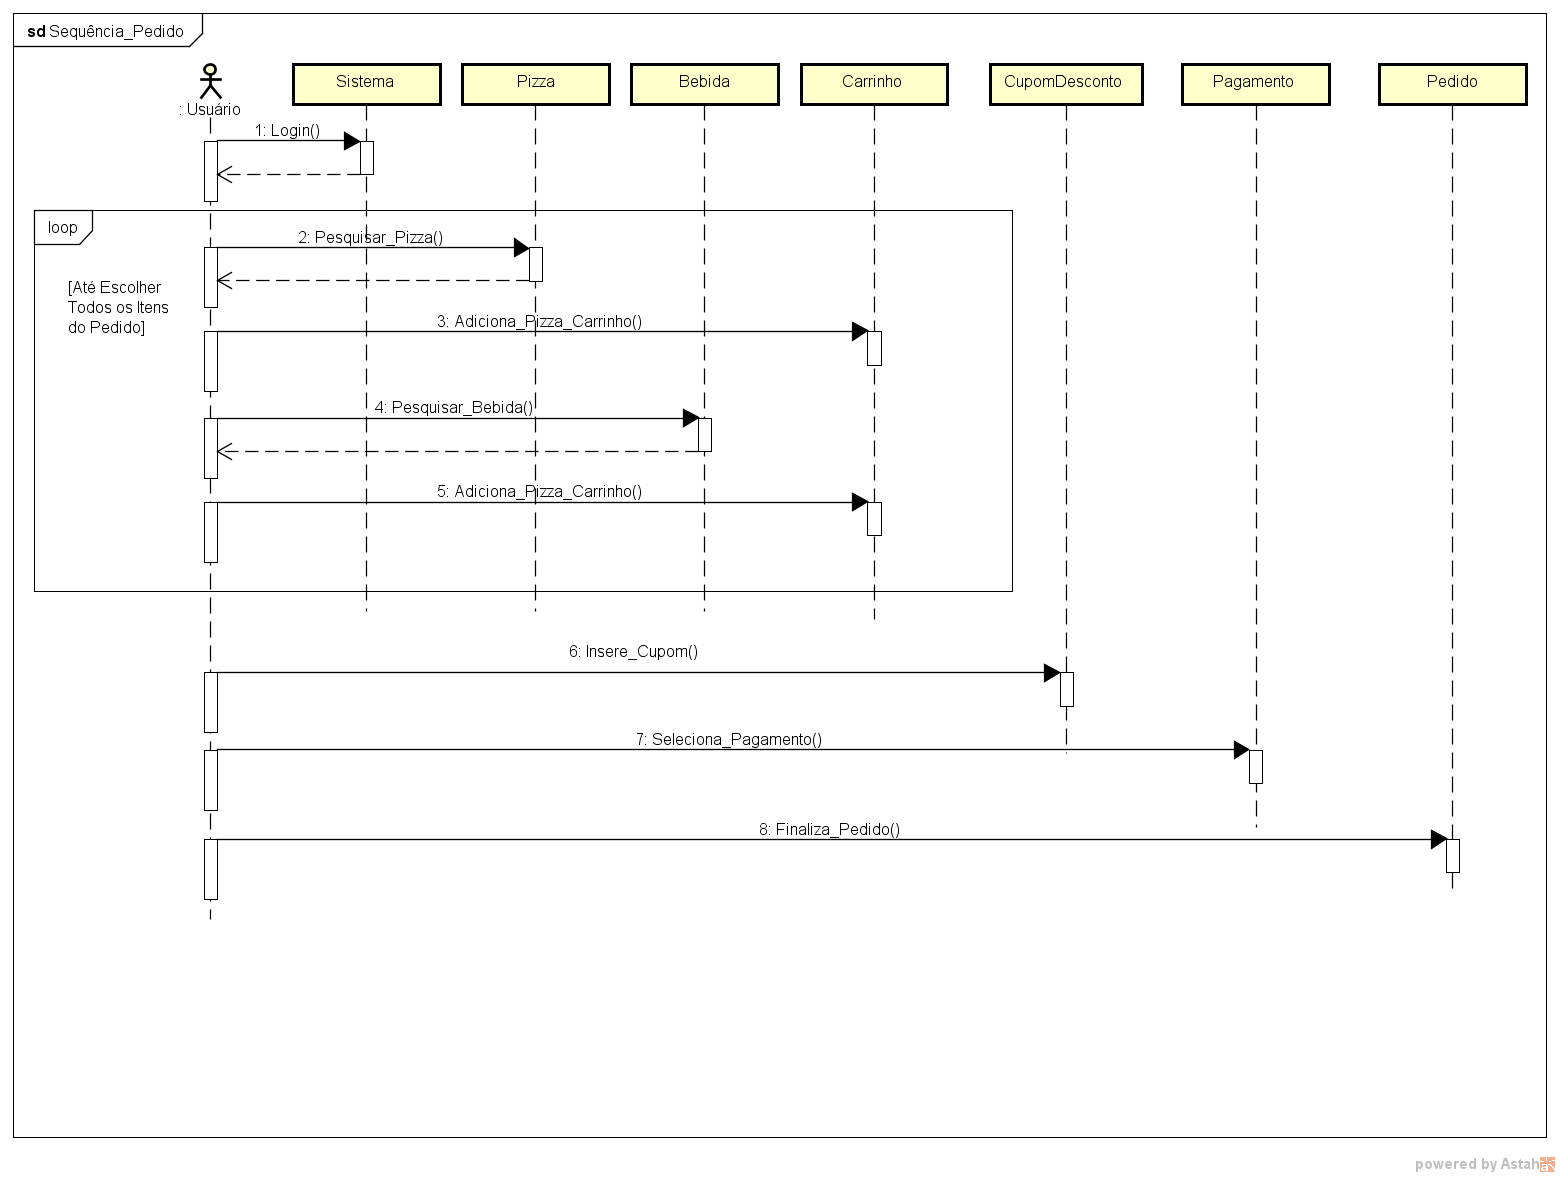 sd Sequência_Pedido
: Usuário
Sistema
Pizza
Bebida
Carrinho
CupomDesconto
Pagamento
Pedido
1: Login()
loop
2: Pesquisar_Pizza()
[Até Escolher
Todos os Itens
do Pedido]
3: Adiciona_Pizza_Carrinho()
4: Pesquisar_Bebida()
5: Adiciona_Pizza_Carrinho()
6: Insere_Cupom()
7: Seleciona_Pagamento()
8: Finaliza_Pedido()
powered by Astah